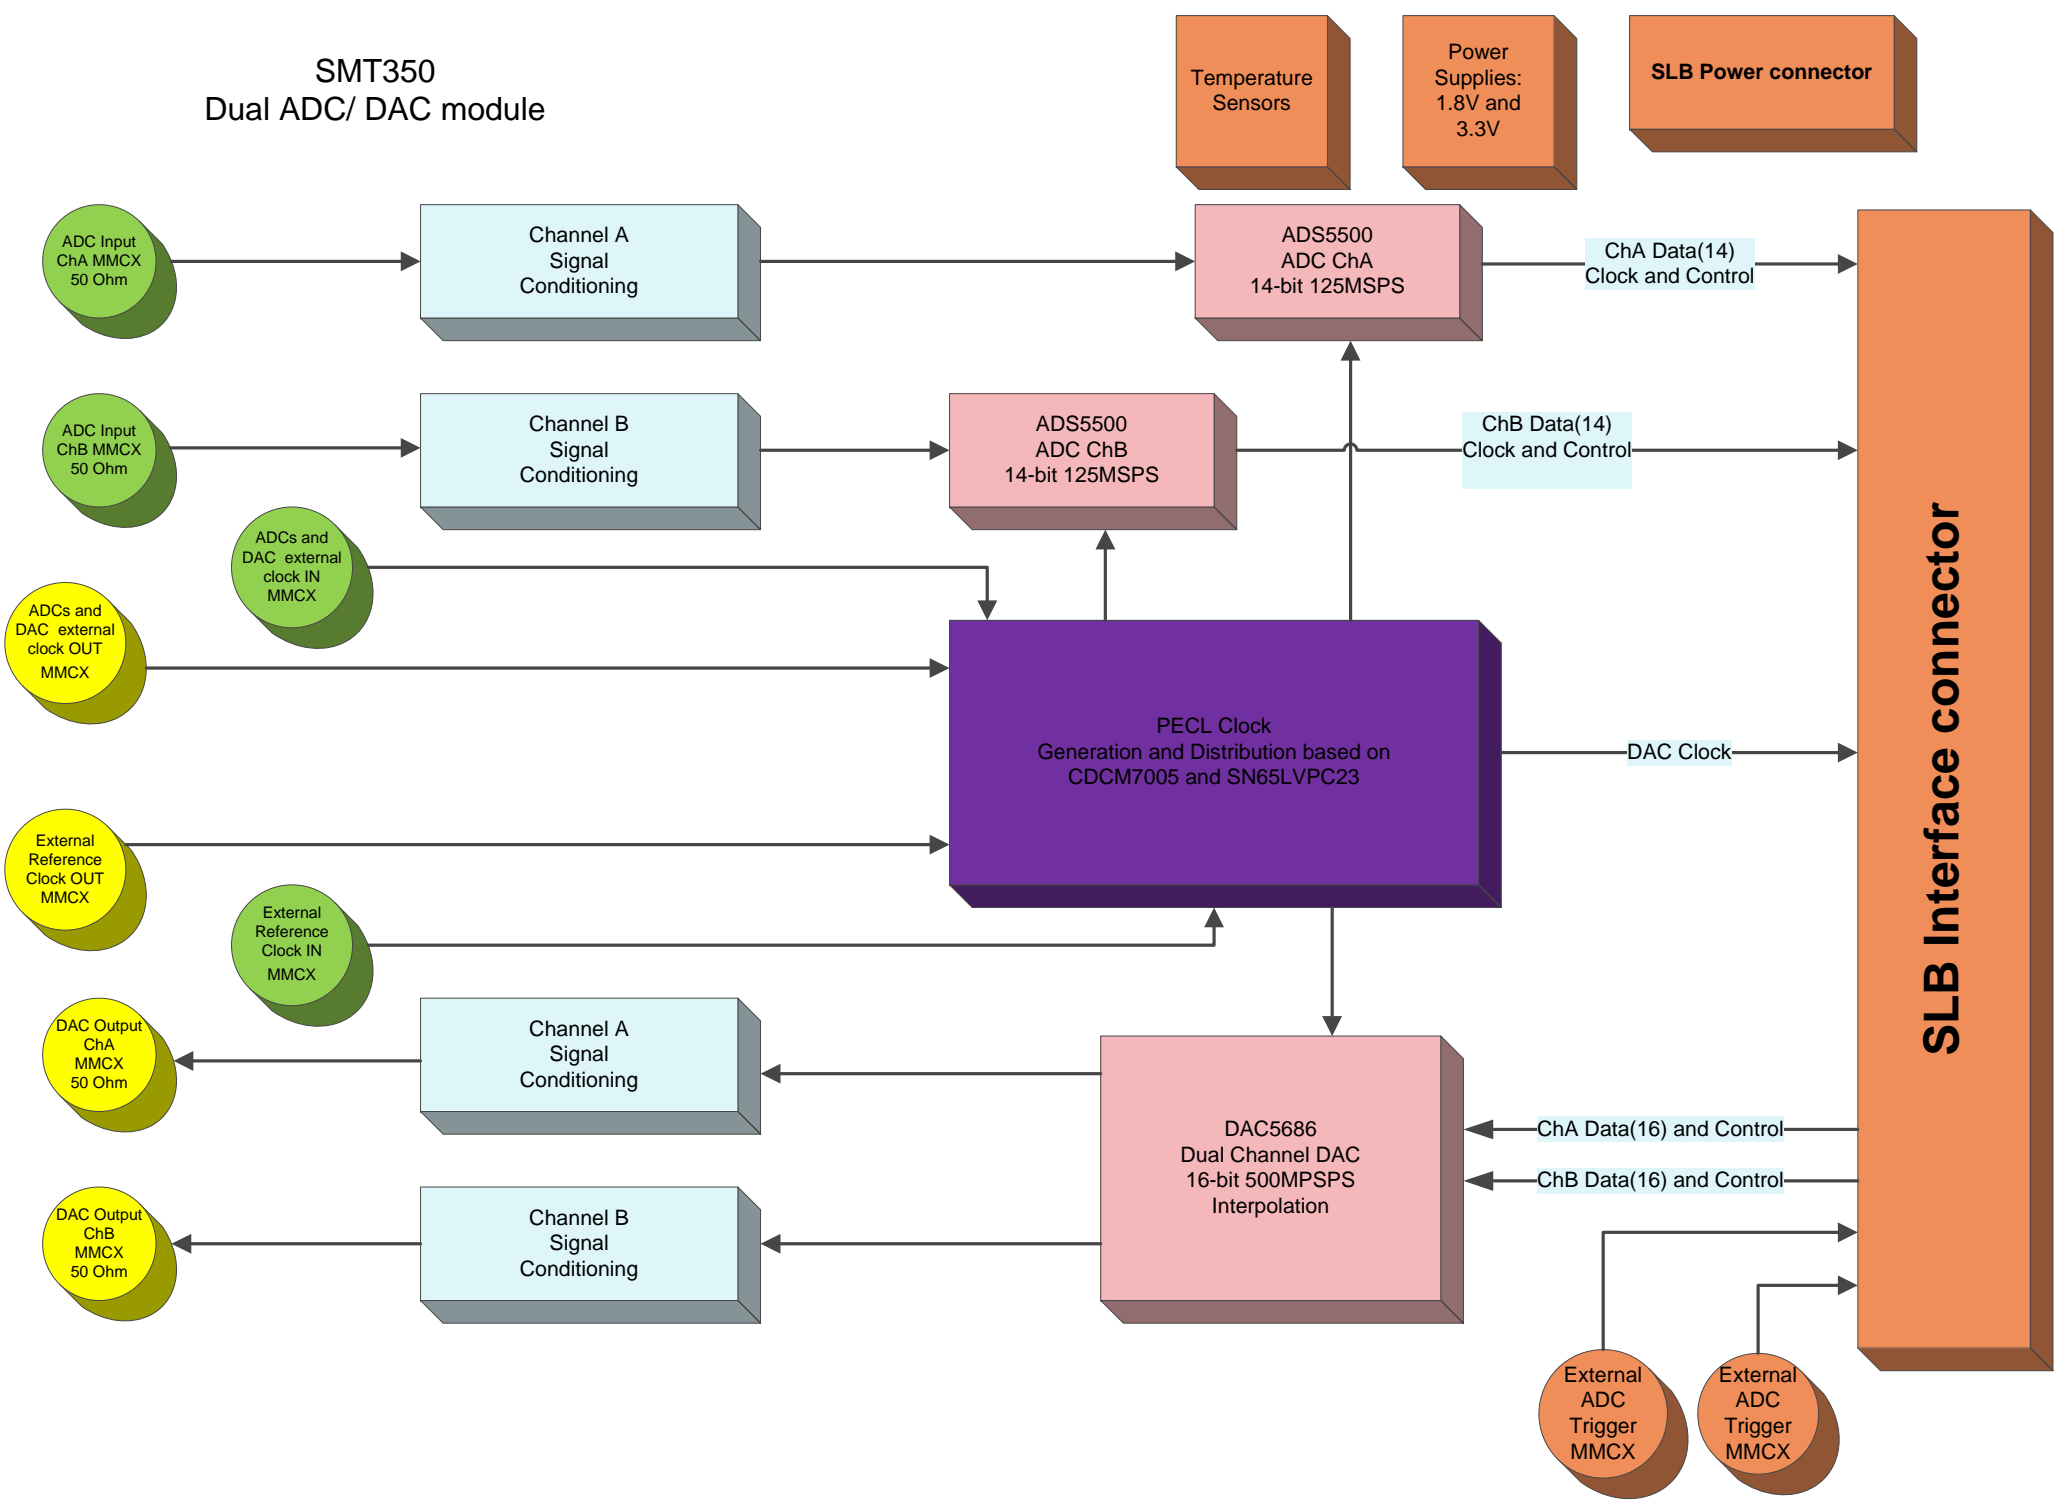 SMT350
Dual ADC/ DAC module
Temperature
Sensors
Power
Supplies:
1.8V and
3.3V
SLB Power connector
ADC Input
ChA MMCX
50 Ohm
Channel A
Signal
Conditioning
ADS5500
ADC ChA
14-bit 125MSPS
ChA Data(14)
Clock and Control
ADC Input
ChB MMCX
50 Ohm
Channel B
Signal
Conditioning
ADS5500
ADC ChB
14-bit 125MSPS
ChB Data(14)
Clock and Control
SLB Interface connector
ADCs and
DAC  external
clock IN
MMCX
ADCs and
DAC  external
clock OUT
MMCX
PECL Clock
Generation and Distribution based on
CDCM7005 and SN65LVPC23
DAC Clock
External
Reference
Clock OUT
MMCX
External
Reference
Clock IN
MMCX
DAC Output
ChA
MMCX
50 Ohm
Channel A
Signal
Conditioning
DAC5686
Dual Channel DAC
16-bit 500MPSPS
Interpolation
ChA Data(16) and Control
ChB Data(16) and Control
DAC Output
ChB
MMCX
50 Ohm
Channel B
Signal
Conditioning
External
ADC
Trigger
MMCX
External
ADC
Trigger
MMCX